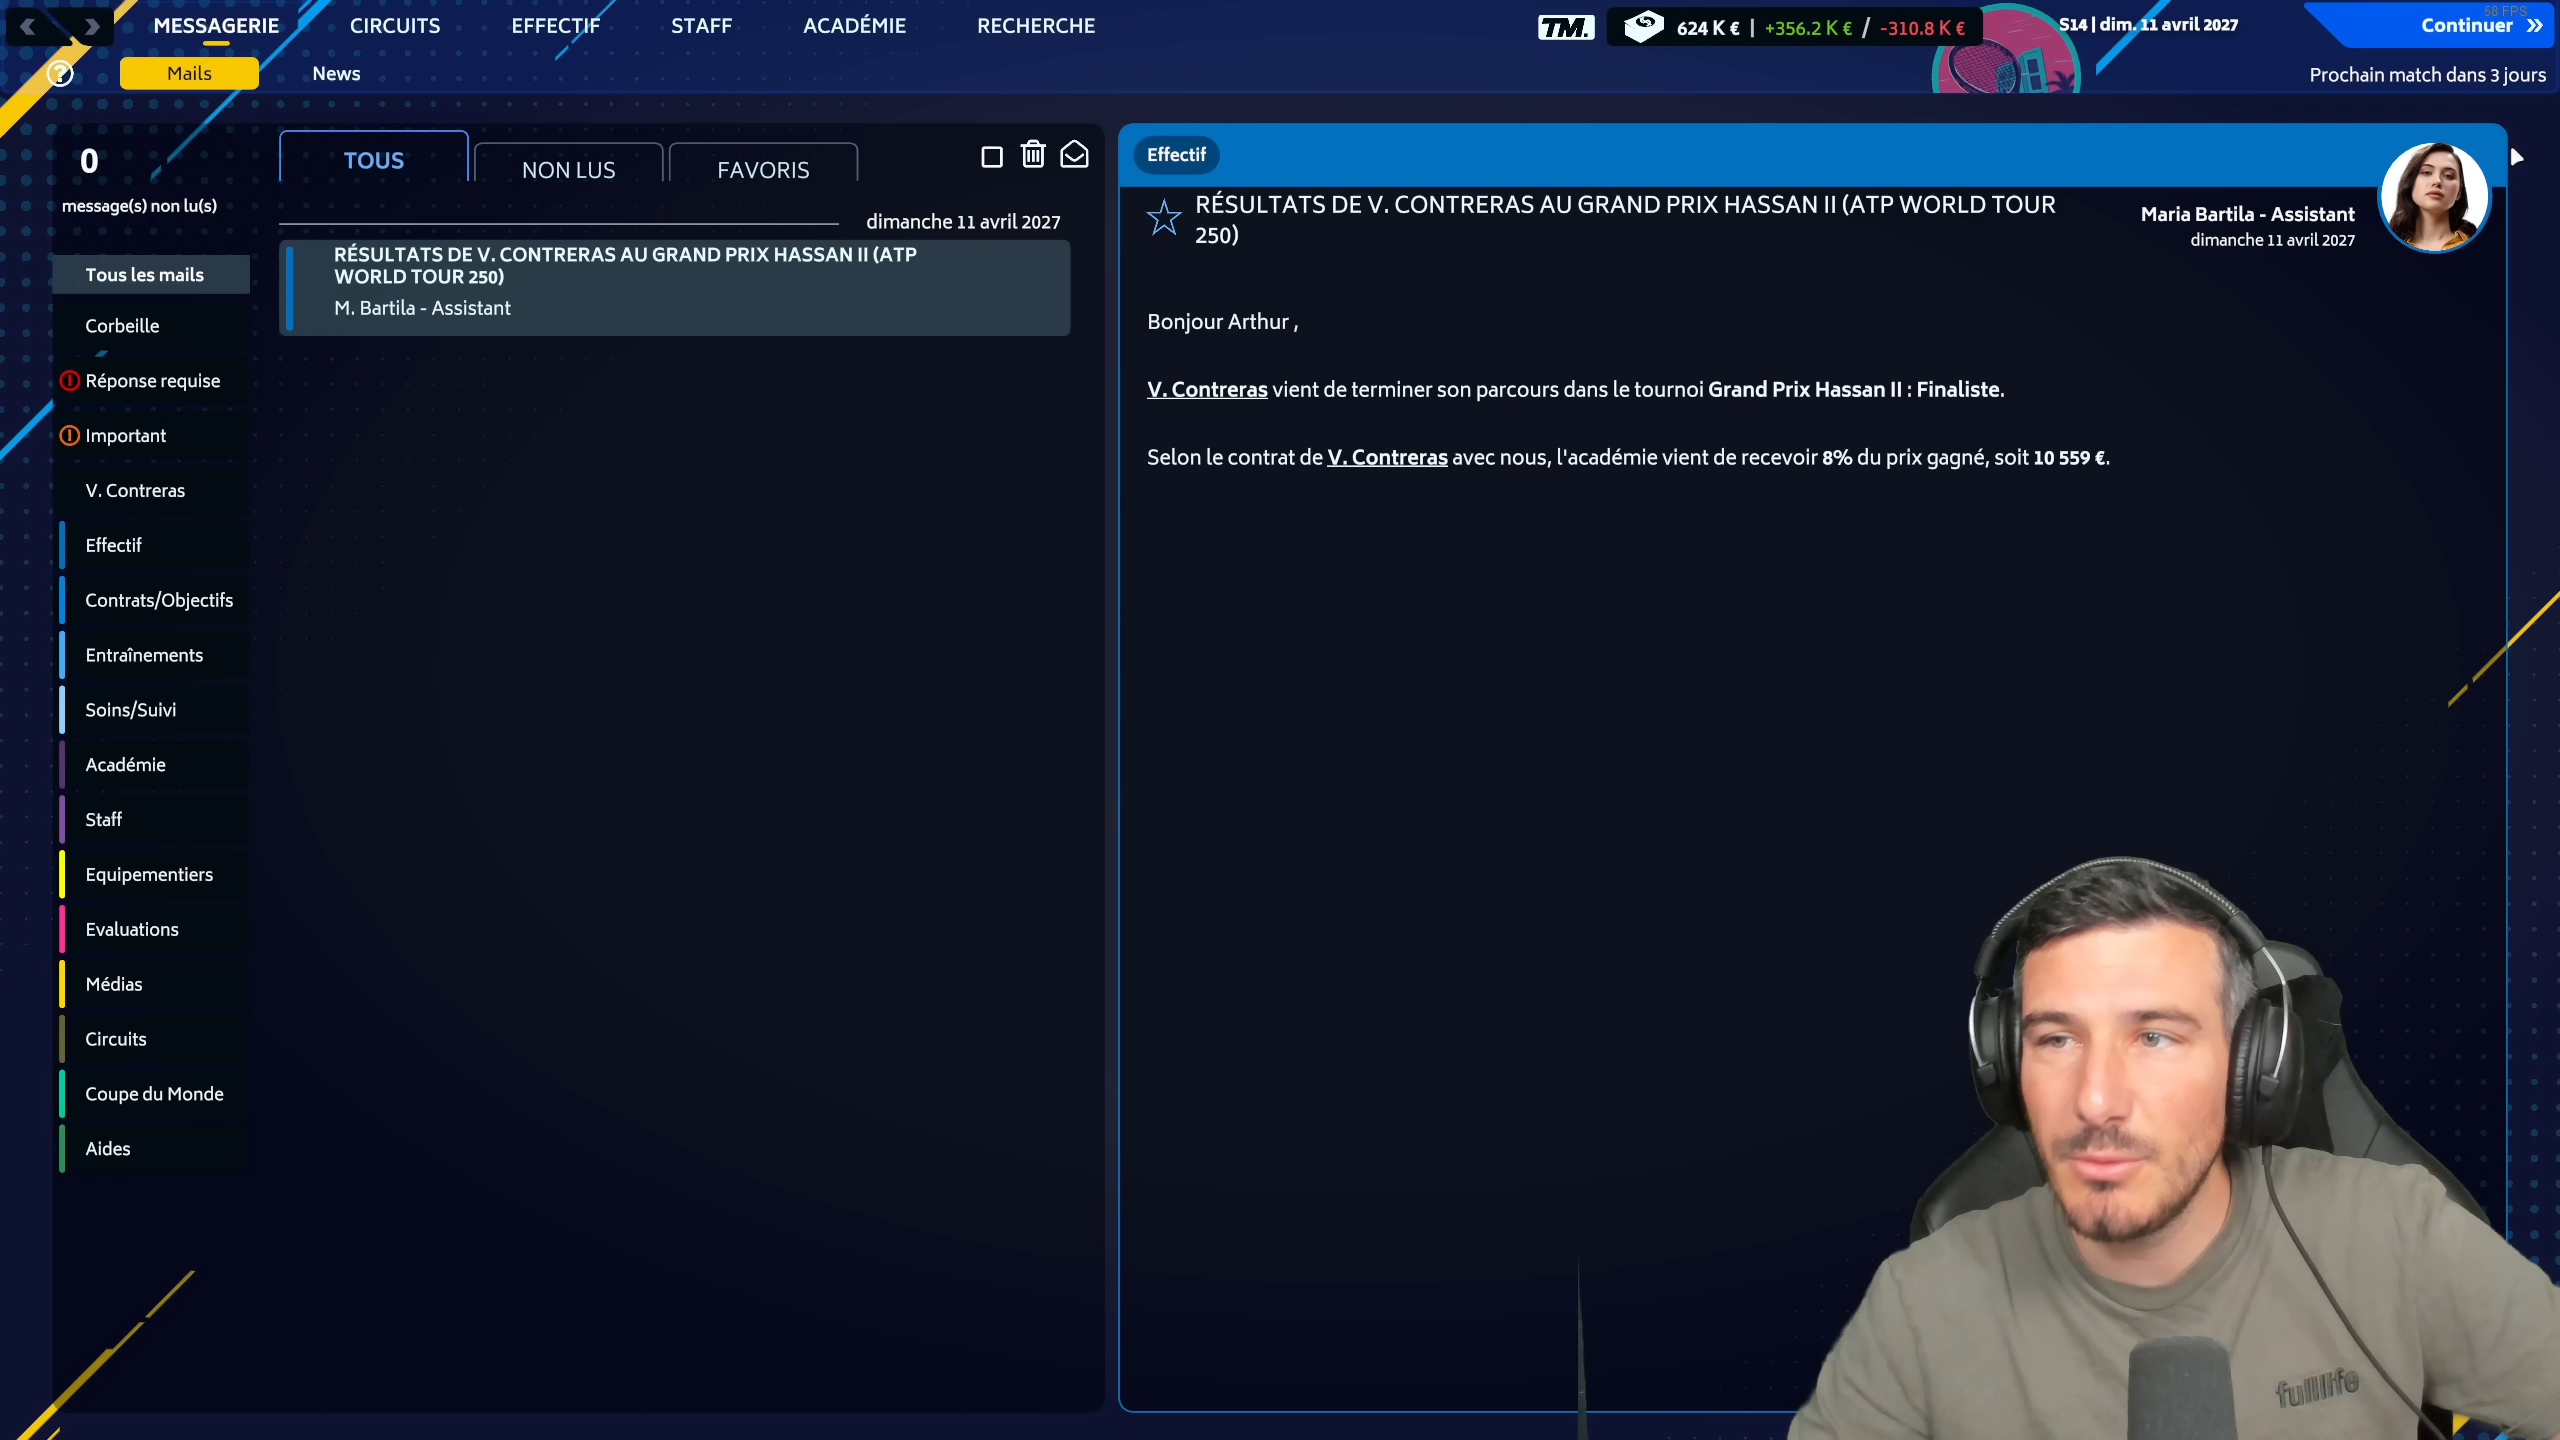 MESSAGERIE
CIRCUITS
EFFECTIF
STAFF
ACADÉMIE
RECHERCHE
TM.
624 K € | +356.2 K € / -310.8 K €
S14 | dim. 11 avril 2027
58 FPS
Continuer
Mails
News
Prochain match dans 3 jours
0
message(s) non lu(s)
Tous les mails
Corbeille
Réponse requise
Important
V. Contreras
Effectif
Contrats/Objectifs
Entraînements
Soins/Suivi
Académie
Staff
Equipementiers
Evaluations
Médias
Circuits
Coupe du Monde
Aides
TOUS
NON LUS
FAVORIS
dimanche 11 avril 2027
RÉSULTATS DE V. CONTRERAS AU GRAND PRIX HASSAN II (ATP
WORLD TOUR 250)
M. Bartila - Assistant
Effectif
RÉSULTATS DE V. CONTRERAS AU GRAND PRIX HASSAN II (ATP WORLD TOUR
250)
Maria Bartila - Assistant
dimanche 11 avril 2027
Bonjour Arthur ,
V. Contreras vient de terminer son parcours dans le tournoi Grand Prix Hassan II : Finaliste.
Selon le contrat de V. Contreras avec nous, l'académie vient de recevoir 8% du prix gagné, soit 10 559 €.
fulllife